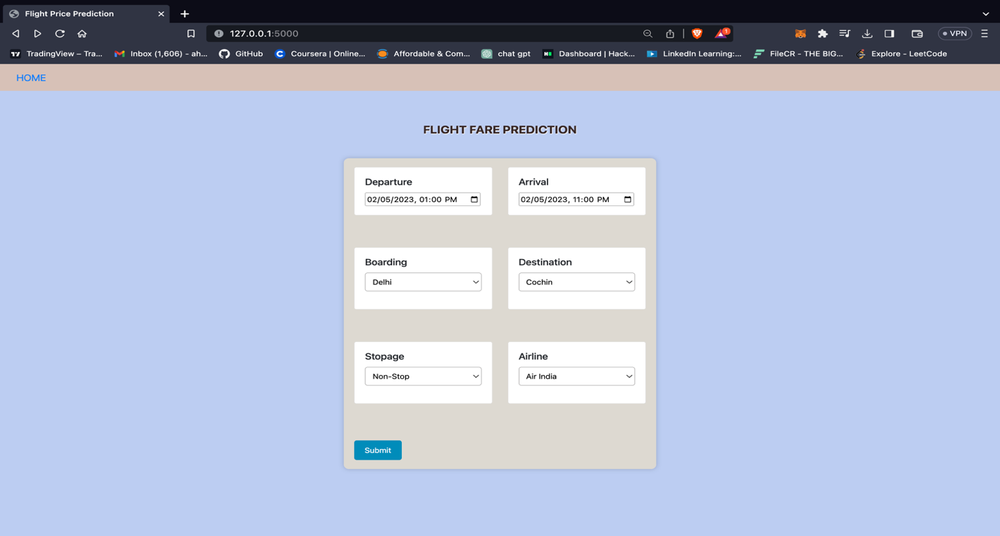 Flight Price Prediction
127.0.0.1:5000
1
VPN
TradingView – Tra... Inbox (1,606) - ah... GitHub Coursera | Online... Affordable & Com... chat gpt Dashboard | Hack... LinkedIn Learning:... FileCR - THE BIG... Explore - LeetCode
HOME
FLIGHT FARE PREDICTION
Departure Arrival
02/05/2023, 01:00 PM 02/05/2023, 11:00 PM
Boarding Destination
Delhi Cochin
Stopage Airline
Non-Stop Air India
Submit